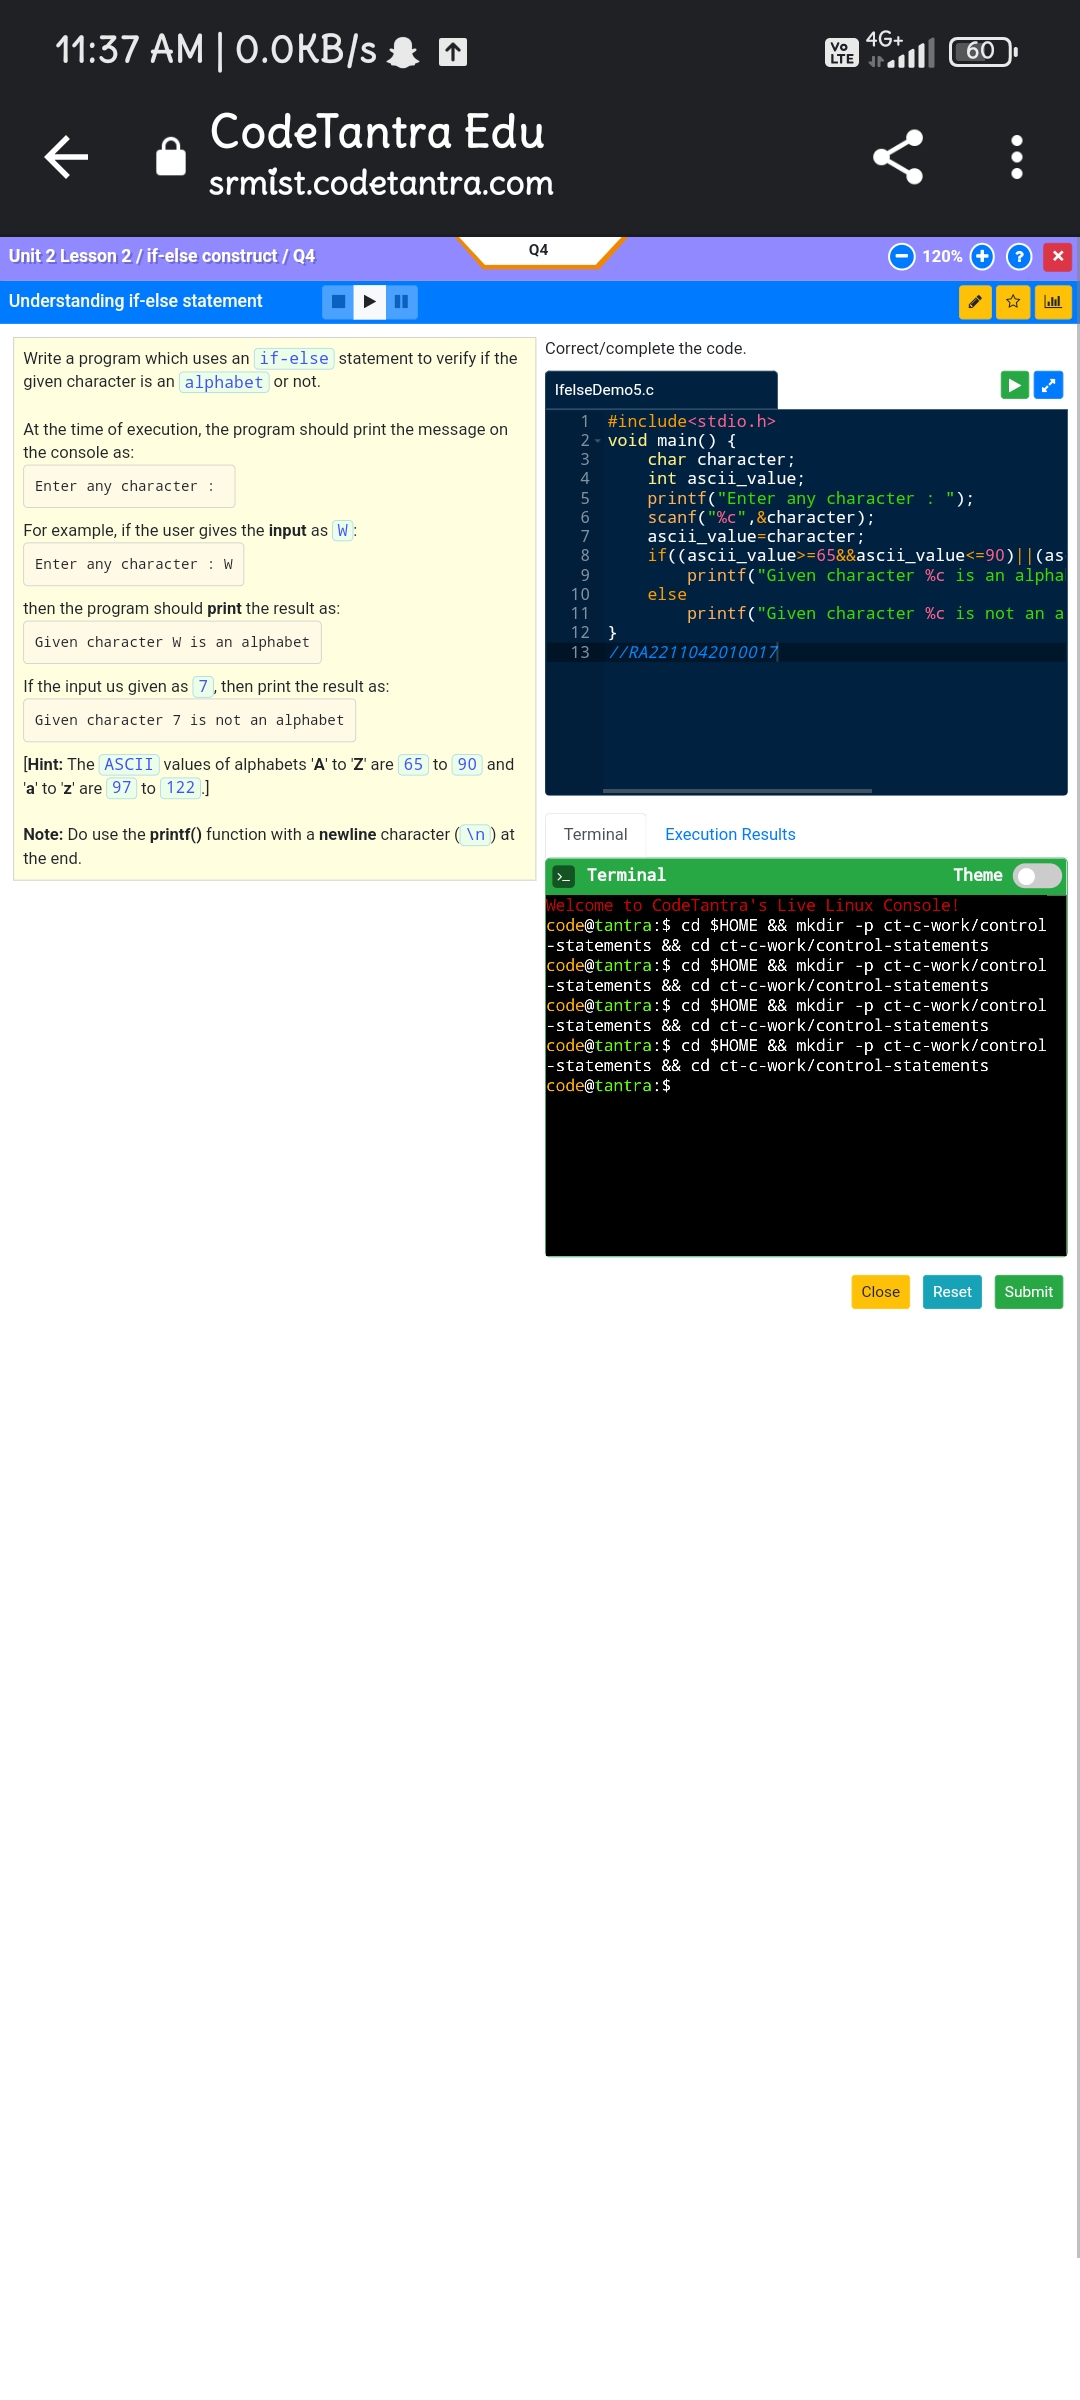 11:37 AM | 0.0KB/s
Vo LTE 4G+ 60
CodeTantra Edu
srmist.codetantra.com
Unit 2 Lesson 2 / if-else construct / Q4
Q4
120%
?
Understanding if-else statement
Write a program which uses an if-else statement to verify if the
given character is an alphabet or not.
At the time of execution, the program should print the message on
the console as:
Enter any character :
For example, if the user gives the input as W:
Enter any character : W
then the program should print the result as:
Given character W is an alphabet
If the input us given as 7, then print the result as:
Given character 7 is not an alphabet
[Hint: The ASCII values of alphabets 'A' to 'Z' are 65 to 90 and
'a' to 'z' are 97 to 122.]
Note: Do use the printf() function with a newline character (\n) at
the end.
Correct/complete the code.
IfelseDemo5.c
1 #include<stdio.h>
2 void main() {
3 char character;
4 int ascii_value;
5 printf("Enter any character : ");
6 scanf("%c",&character);
7 ascii_value=character;
8 if((ascii_value>=65&&ascii_value<=90)||(as
9 printf("Given character %c is an alpha
10 else
11 printf("Given character %c is not an a
12 }
13 //RA2211042010017
Terminal Execution Results
>_ Terminal Theme
Welcome to CodeTantra's Live Linux Console!
code@tantra:$ cd $HOME && mkdir -p ct-c-work/control
-statements && cd ct-c-work/control-statements
code@tantra:$ cd $HOME && mkdir -p ct-c-work/control
-statements && cd ct-c-work/control-statements
code@tantra:$ cd $HOME && mkdir -p ct-c-work/control
-statements && cd ct-c-work/control-statements
code@tantra:$ cd $HOME && mkdir -p ct-c-work/control
-statements && cd ct-c-work/control-statements
code@tantra:$
Close Reset Submit